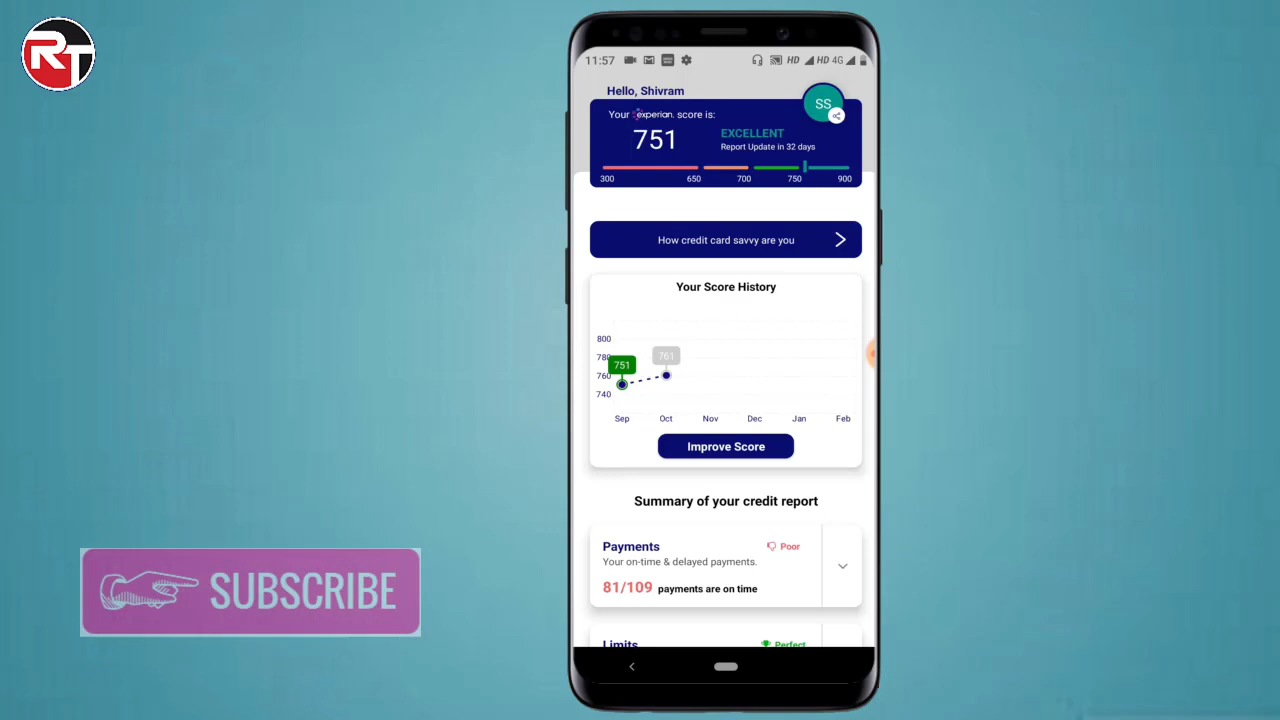 RT
11:57 HD HD 4G
Hello, Shivram
SS
Your experian. score is:
751
EXCELLENT
Report Update in 32 days
300 650 700 750 900
How credit card savvy are you
Your Score History
800
780
760
740
751
761
Sep Oct Nov Dec Jan Feb
Improve Score
Summary of your credit report
Payments
Poor
Your on-time & delayed payments.
81/109 payments are on time
Limits
Perfect
SUBSCRIBE